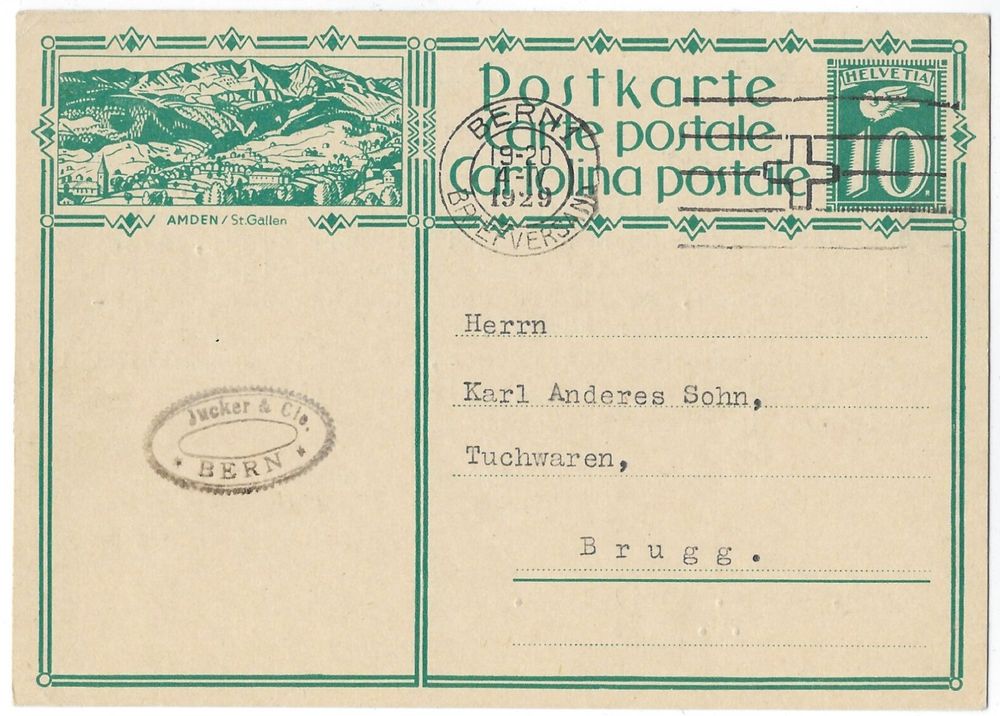 AMDEN / St. Gallen
Postkarte
Carte postale
Cartolina postale
HELVETIA
10
BERN 1
19-20
1929
BRIEFVERSAND
Jucker & Cie.
* BERN *
Herrn
Karl Anderes Sohn,
Tuchwaren,
Brugg.